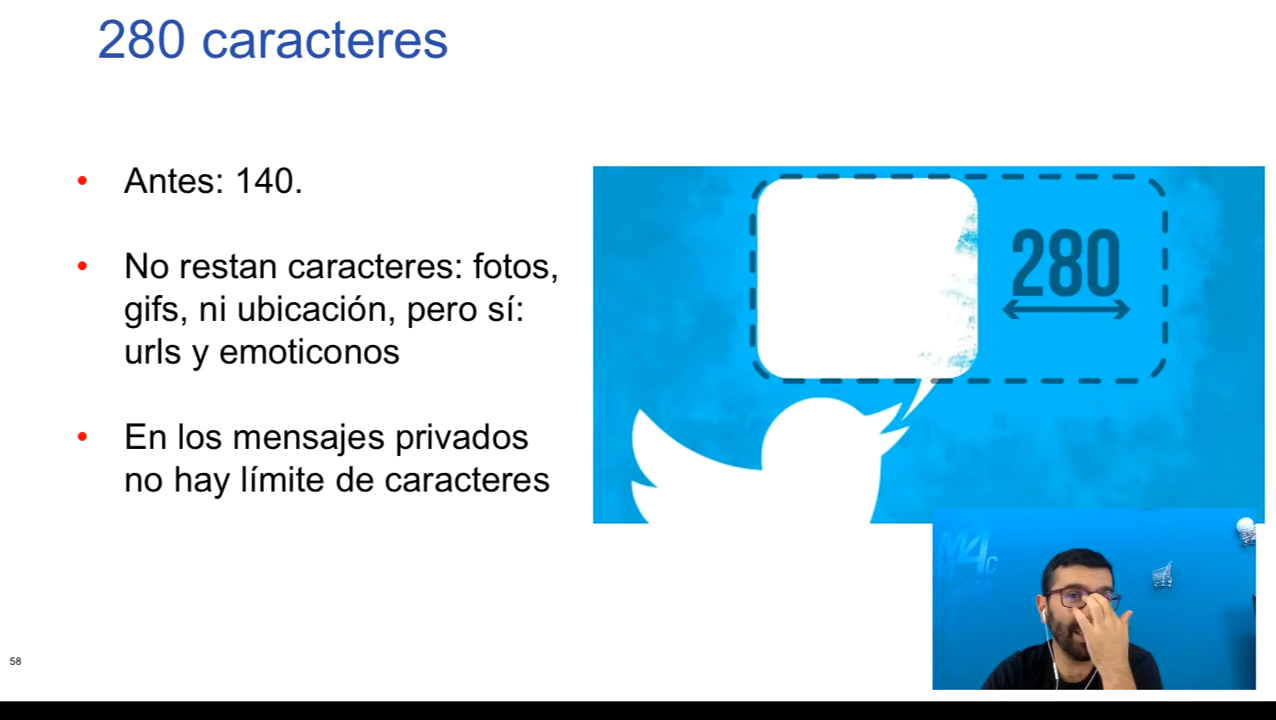 280 caracteres
Antes: 140.
No restan caracteres: fotos,
gifs, ni ubicación, pero sí:
urls y emoticonos
En los mensajes privados
no hay límite de caracteres
280
58